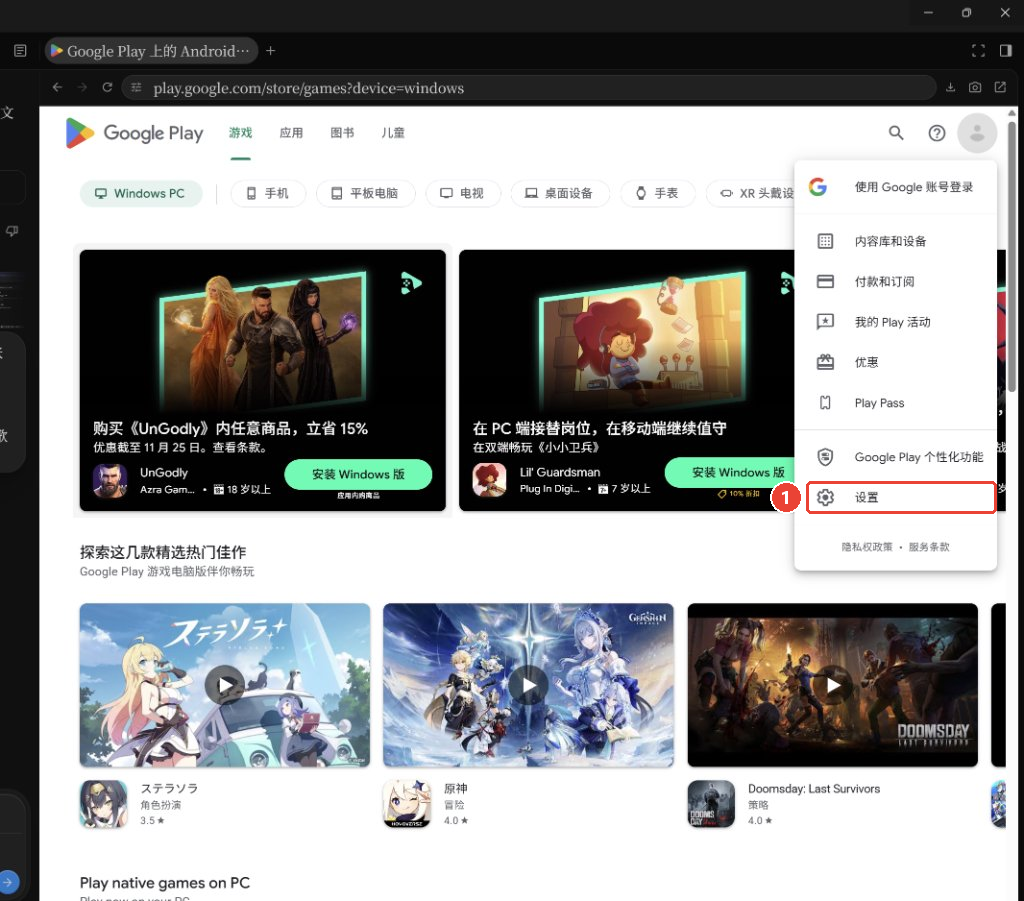 Google Play 上的 Android…
play.google.com/store/games?device=windows
文
Google Play
游戏
应用
图书
儿童
Windows PC
手机
平板电脑
电视
桌面设备
手表
XR 头戴设
使用 Google 账号登录
内容库和设备
付款和订阅
我的 Play 活动
优惠
Play Pass
Google Play 个性化功能
1
设置
隐私权政策 • 服务条款
购买《UnGodly》内任意商品，立省 15%
优惠截至 11 月 25 日。查看条款。
UnGodly
Azra Gam... • 18 岁以上
安装 Windows 版
应用内购商品
在 PC 端接替岗位，在移动端继续值守
在双端畅玩《小小卫兵》
Lil' Guardsman
Plug In Digi... • 7 岁以上
安装 Windows 版
10% 折扣
探索这几款精选热门佳作
Google Play 游戏电脑版伴你畅玩
ステラソラ
GENSHIN
IMPACT
DOOMSDAY
LAST SURVIVORS
ステラソラ
角色扮演
3.5★
HOYOVERSE
原神
冒险
4.0★
DOOMS
DAY
Doomsday: Last Survivors
策略
4.0★
Play native games on PC
Play now on your PC